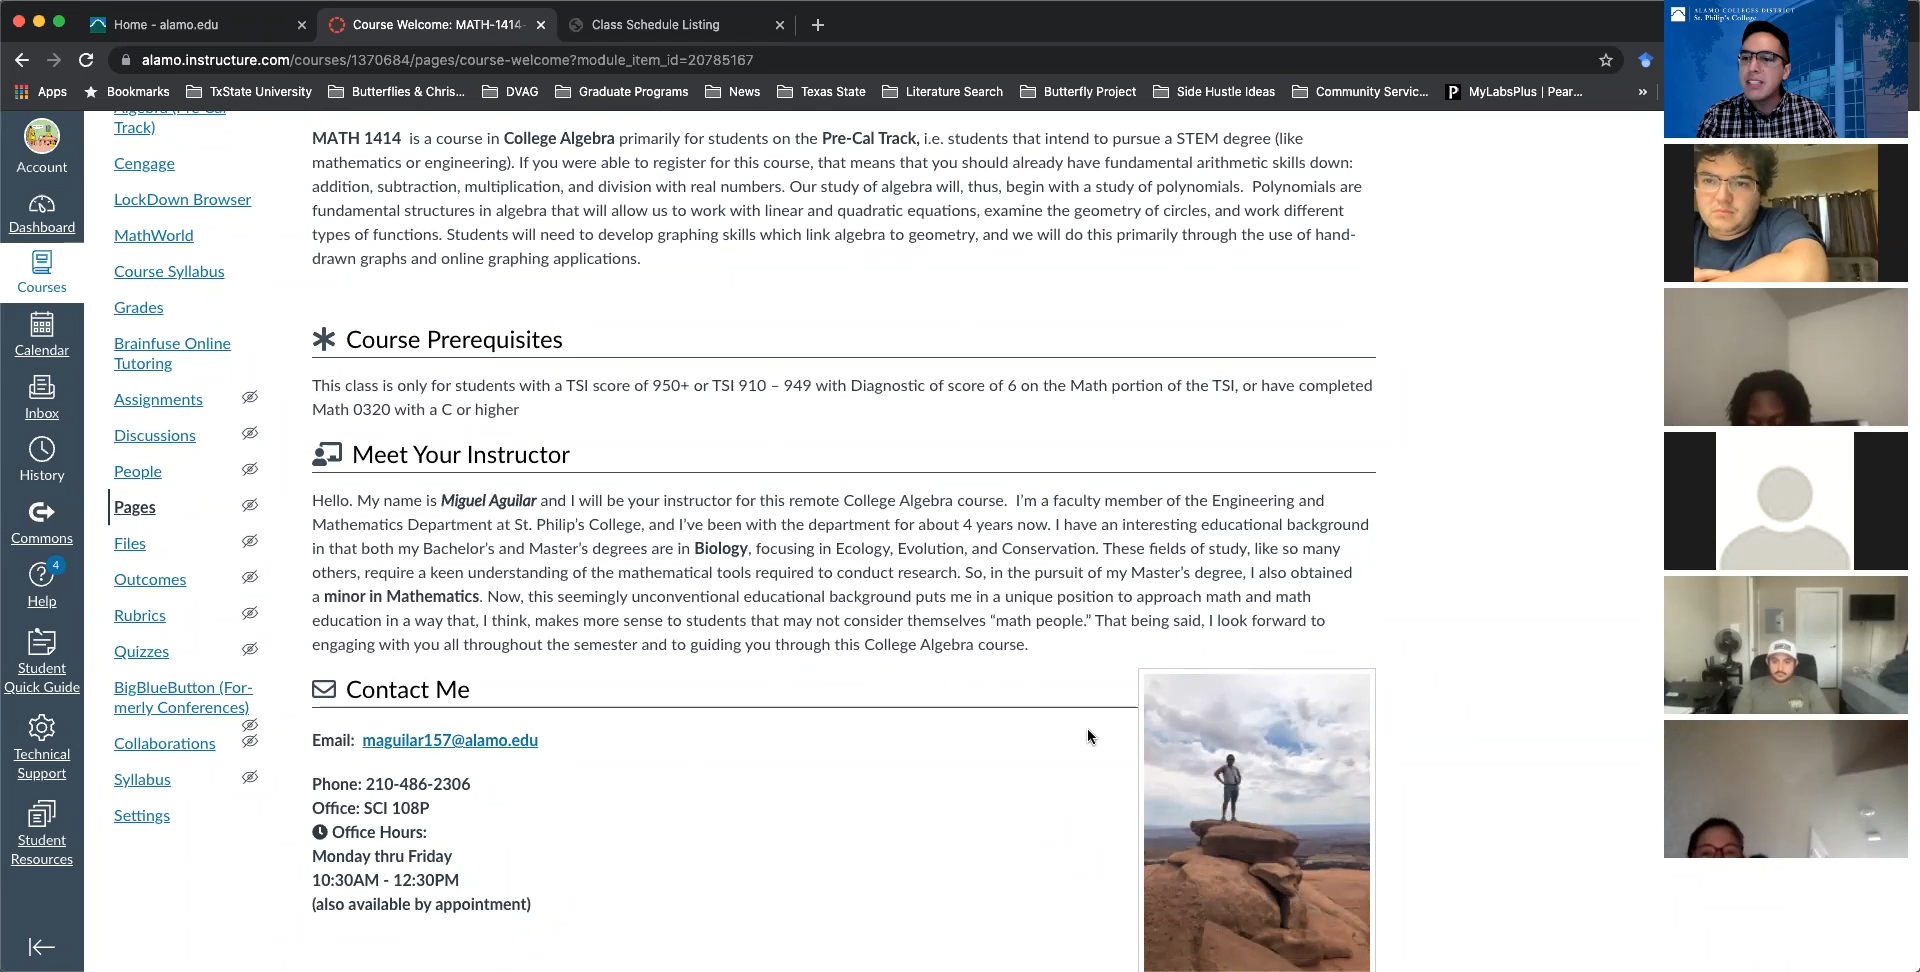 Home - alamo.edu
Course Welcome: MATH-1414-
Class Schedule Listing
alamo.instructure.com/courses/1370684/pages/course-welcome?module_item_id=20785167
Apps
Bookmarks
TxState University
Butterflies & Chris...
DVAG
Graduate Programs
News
Texas State
Literature Search
Butterfly Project
Side Hustle Ideas
Community Servic...
MyLabsPlus | Pear...
»
ALAMO COLLEGES DISTRICT
St. Philip's College
Account
Dashboard
Courses
Calendar
Inbox
History
Commons
4
Help
Student
Quick Guide
Technical
Support
Student
Resources
Algebra (Pre-Cal
Track)
Cengage
LockDown Browser
MathWorld
Course Syllabus
Grades
Brainfuse Online
Tutoring
Assignments
Discussions
People
Pages
Files
Outcomes
Rubrics
Quizzes
BigBlueButton (For-
merly Conferences)
Collaborations
Syllabus
Settings
MATH 1414 is a course in College Algebra primarily for students on the Pre-Cal Track, i.e. students that intend to pursue a STEM degree (like
mathematics or engineering). If you were able to register for this course, that means that you should already have fundamental arithmetic skills down:
addition, subtraction, multiplication, and division with real numbers. Our study of algebra will, thus, begin with a study of polynomials. Polynomials are
fundamental structures in algebra that will allow us to work with linear and quadratic equations, examine the geometry of circles, and work different
types of functions. Students will need to develop graphing skills which link algebra to geometry, and we will do this primarily through the use of hand-
drawn graphs and online graphing applications.
Course Prerequisites
This class is only for students with a TSI score of 950+ or TSI 910 – 949 with Diagnostic of score of 6 on the Math portion of the TSI, or have completed
Math 0320 with a C or higher
Meet Your Instructor
Hello. My name is Miguel Aguilar and I will be your instructor for this remote College Algebra course. I'm a faculty member of the Engineering and
Mathematics Department at St. Philip's College, and I've been with the department for about 4 years now. I have an interesting educational background
in that both my Bachelor's and Master's degrees are in Biology, focusing in Ecology, Evolution, and Conservation. These fields of study, like so many
others, require a keen understanding of the mathematical tools required to conduct research. So, in the pursuit of my Master's degree, I also obtained
a minor in Mathematics. Now, this seemingly unconventional educational background puts me in a unique position to approach math and math
education in a way that, I think, makes more sense to students that may not consider themselves "math people." That being said, I look forward to
engaging with you all throughout the semester and to guiding you through this College Algebra course.
Contact Me
Email: maguilar157@alamo.edu
Phone: 210-486-2306
Office: SCI 108P
Office Hours:
Monday thru Friday
10:30AM - 12:30PM
(also available by appointment)